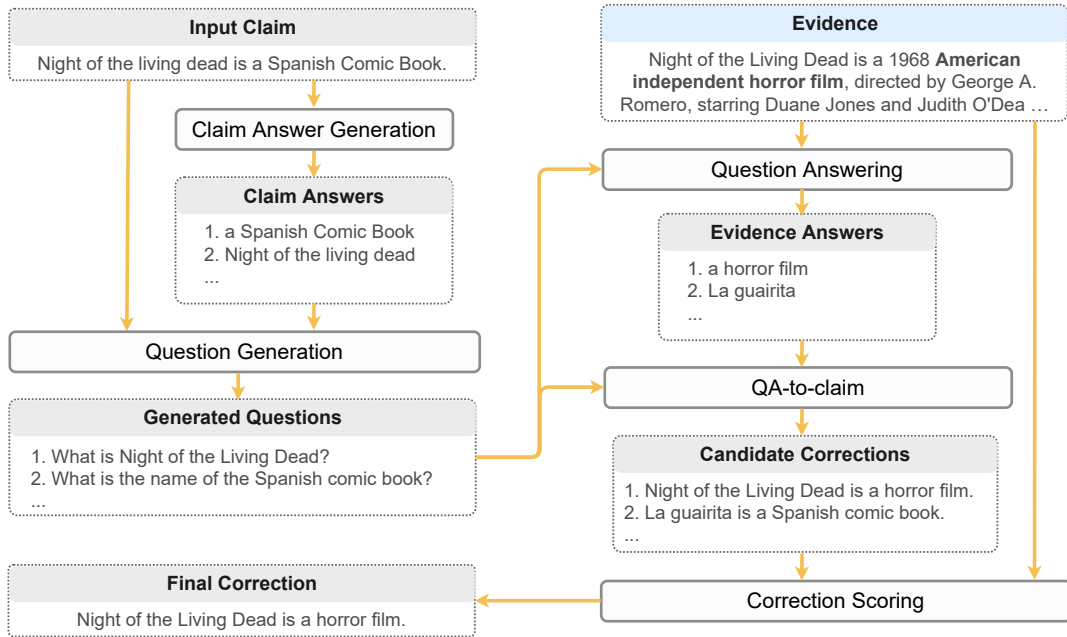 Input Claim
Night of the living dead is a Spanish Comic Book.
Claim Answer Generation
Claim Answers
1. a Spanish Comic Book
2. Night of the living dead
...
Question Generation
Generated Questions
1. What is Night of the Living Dead?
2. What is the name of the Spanish comic book?
...
Final Correction
Night of the Living Dead is a horror film.
Evidence
Night of the Living Dead is a 1968 American
independent horror film, directed by George A.
Romero, starring Duane Jones and Judith O'Dea ...
Question Answering
Evidence Answers
1. a horror film
2. La guairita
...
QA-to-claim
Candidate Corrections
1. Night of the Living Dead is a horror film.
2. La guairita is a Spanish comic book.
...
Correction Scoring